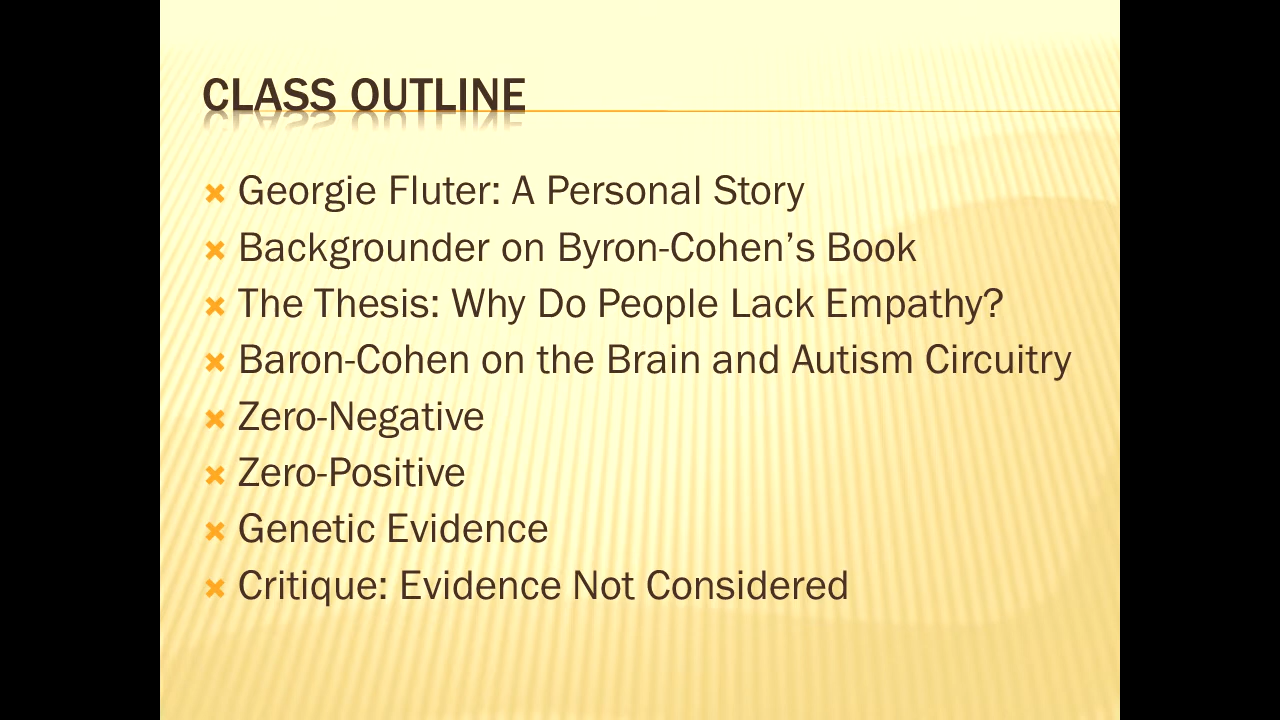 CLASS OUTLINE
Georgie Fluter: A Personal Story
Backgrounder on Byron-Cohen’s Book
The Thesis: Why Do People Lack Empathy?
Baron-Cohen on the Brain and Autism Circuitry
Zero-Negative
Zero-Positive
Genetic Evidence
Critique: Evidence Not Considered